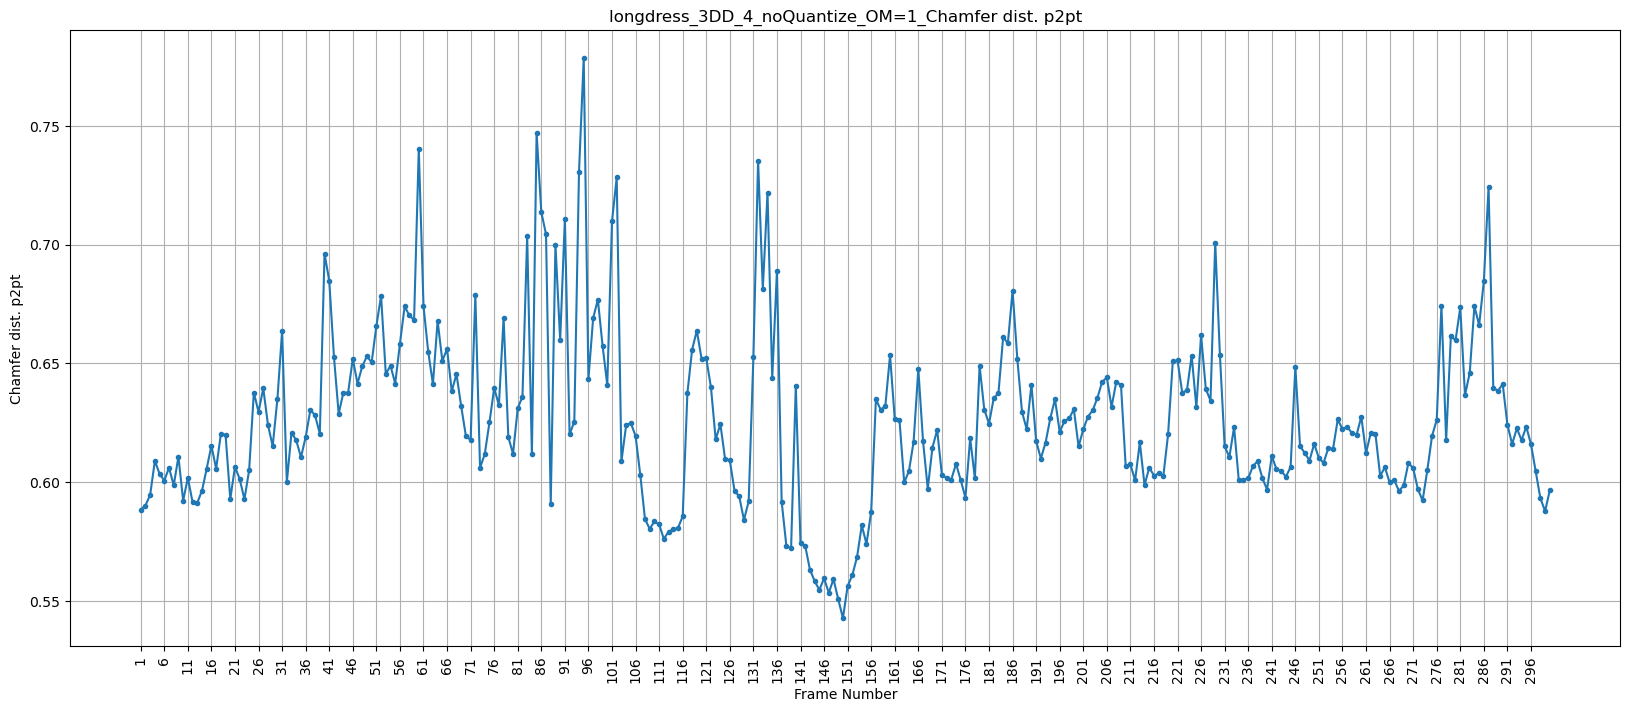 longdress_3DD_4_noQuantize_OM=1_Chamfer dist. p2pt
Chamfer dist. p2pt
0.75
0.70
0.65
0.60
0.55
1 6 11 16 21 26 31 36 41 46 51 56 61 66 71 76 81 86 91 96 101 106 111 116 121 126 131 136 141 146 151 156 161 166 171 176 181 186 191 196 201 206 211 216 221 226 231 236 241 246 251 256 261 266 271 276 281 286 291 296
Frame Number